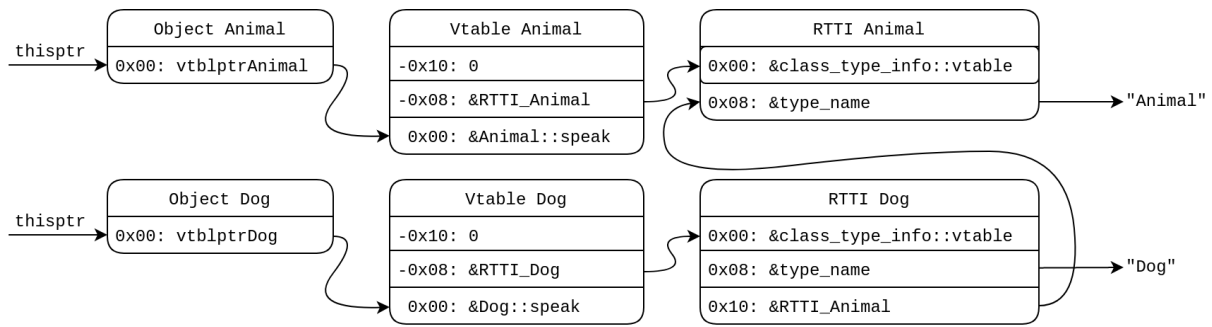 Object Animal
Vtable Animal
RTTI Animal
thisptr
0x00: vtblptrAnimal
-0x10: 0
0x00: &class_type_info::vtable
-0x08: &RTTI_Animal
0x08: &type_name
"Animal"
0x00: &Animal::speak
Object Dog
Vtable Dog
RTTI Dog
thisptr
0x00: vtblptrDog
-0x10: 0
0x00: &class_type_info::vtable
-0x08: &RTTI_Dog
0x08: &type_name
"Dog"
0x00: &Dog::speak
0x10: &RTTI_Animal